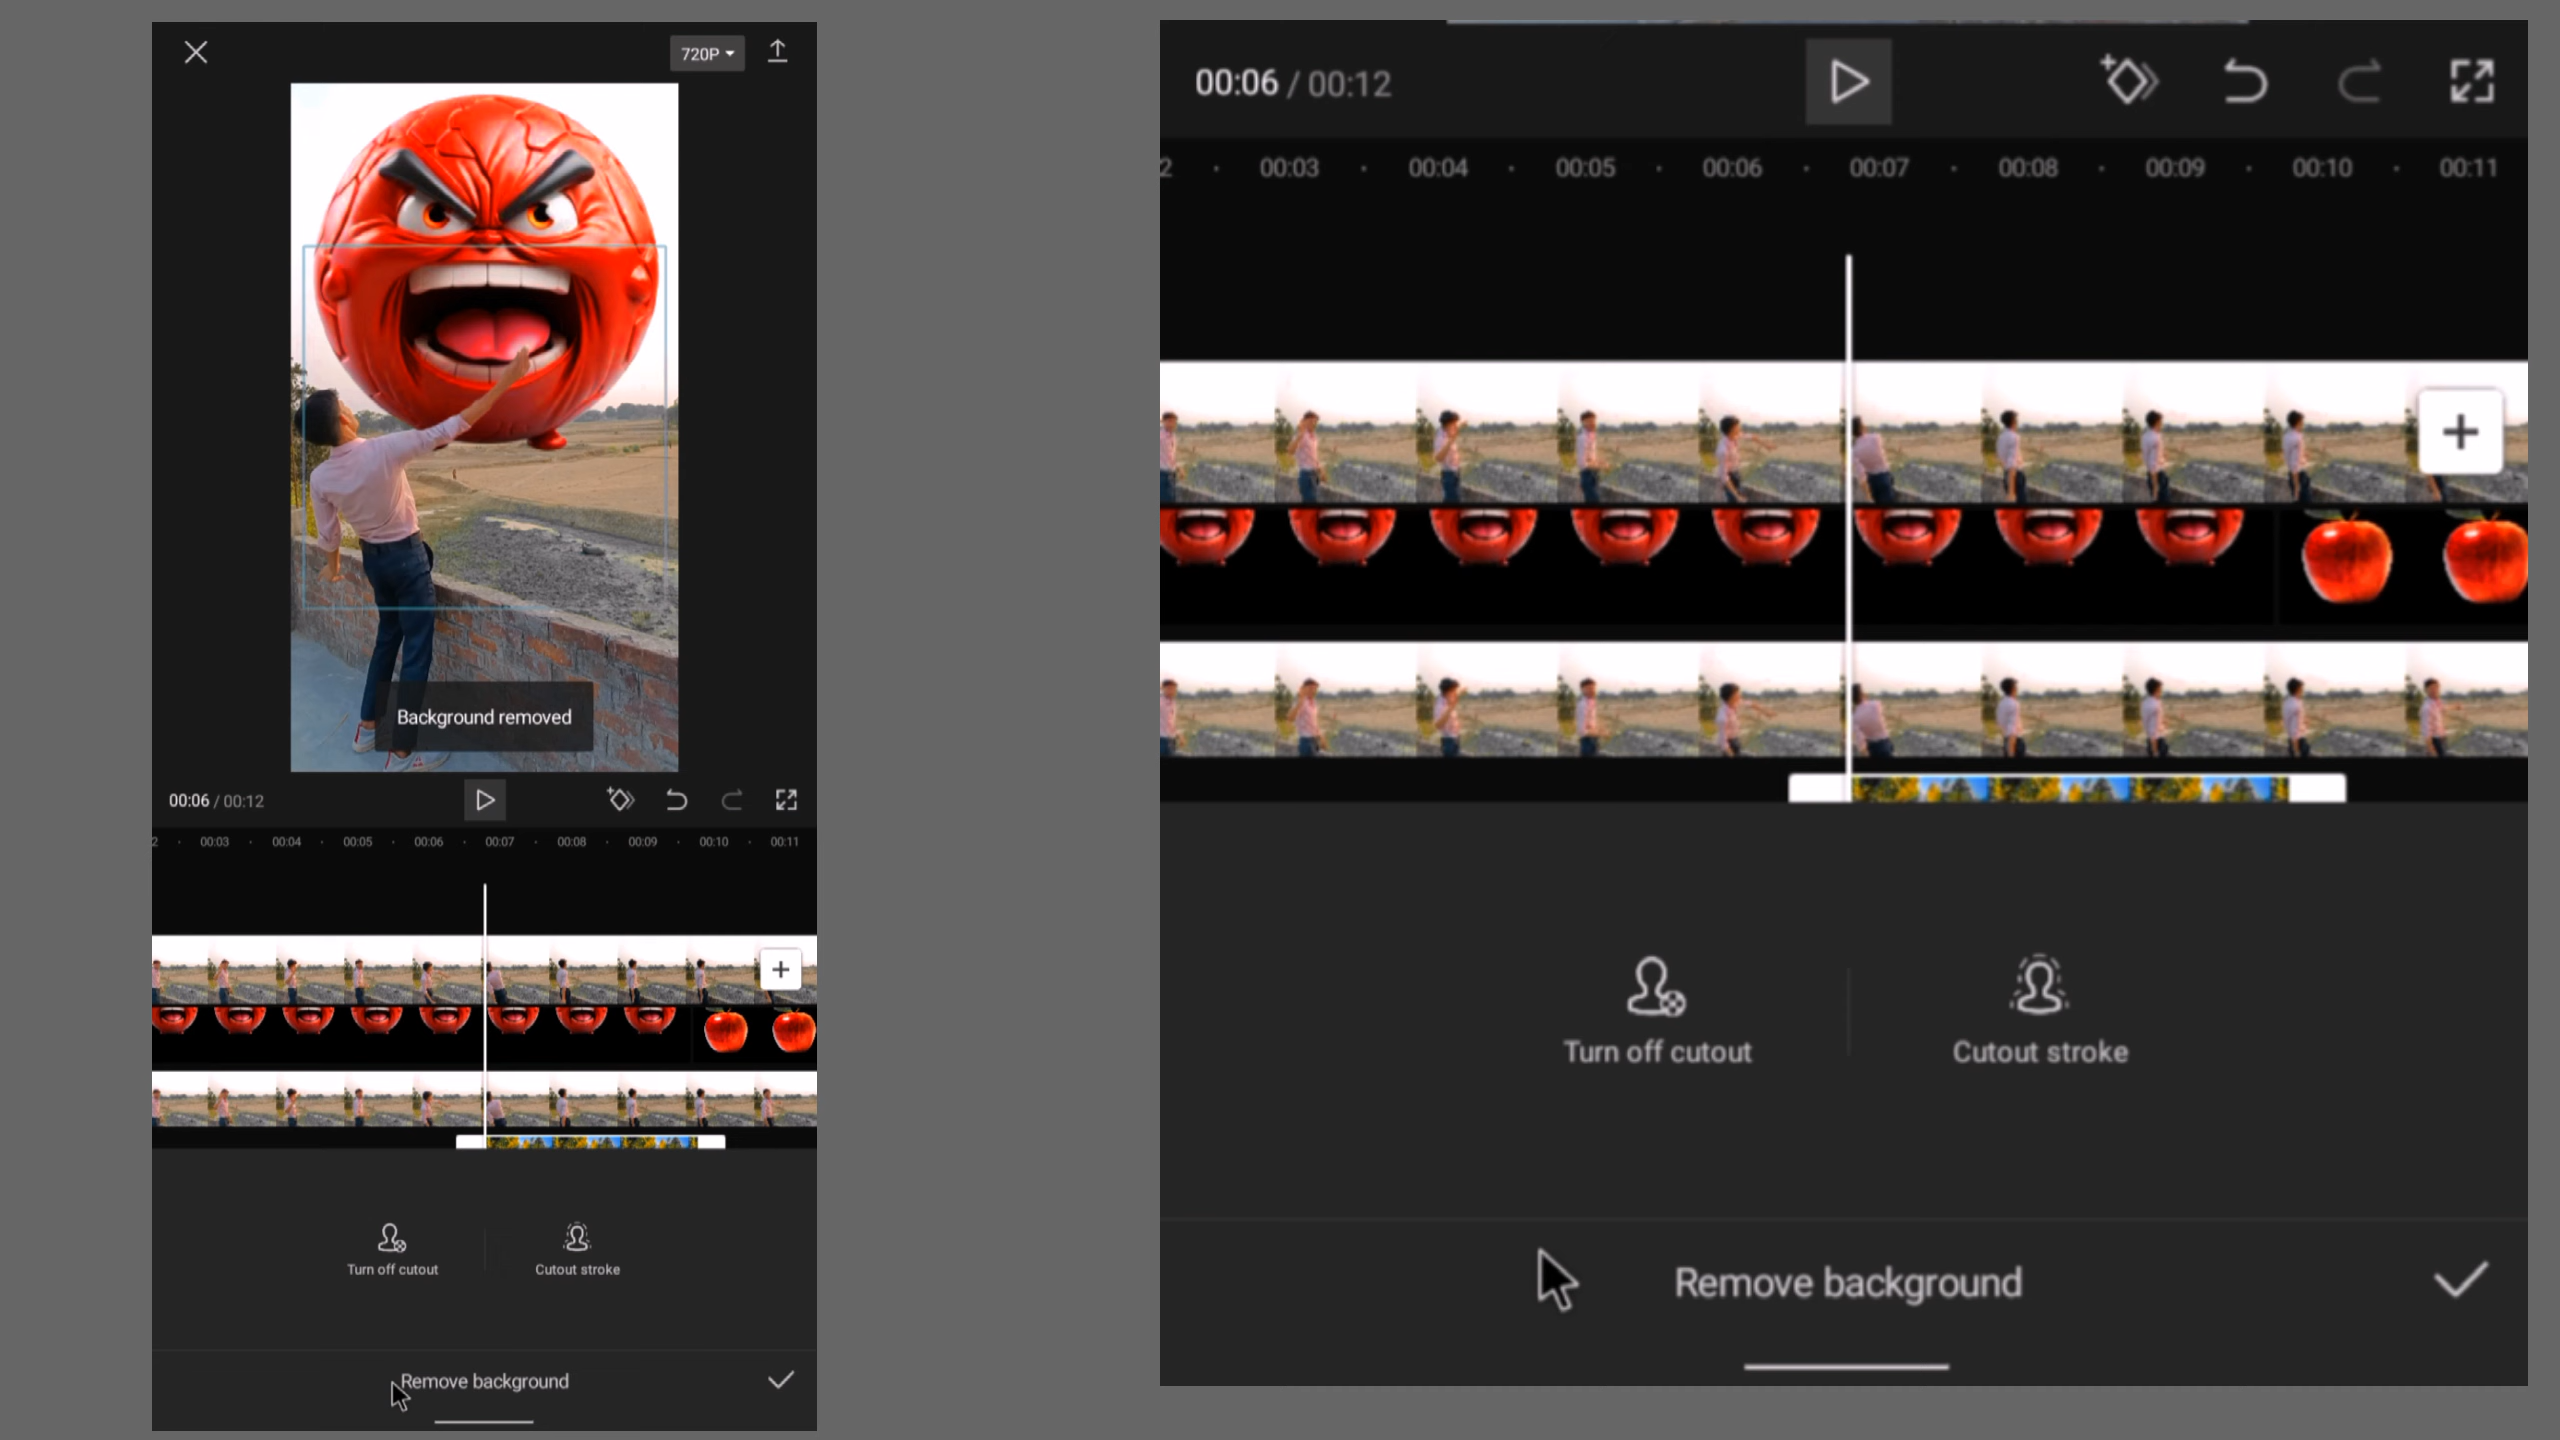 720P
Background removed
00:06 / 00:12
2 00:03 00:04 00:05 00:06 00:07 00:08 00:09 00:10 00:11
Turn off cutout Cutout stroke
Remove background
00:06 / 00:12
2 00:03 00:04 00:05 00:06 00:07 00:08 00:09 00:10 00:11
Turn off cutout Cutout stroke
Remove background